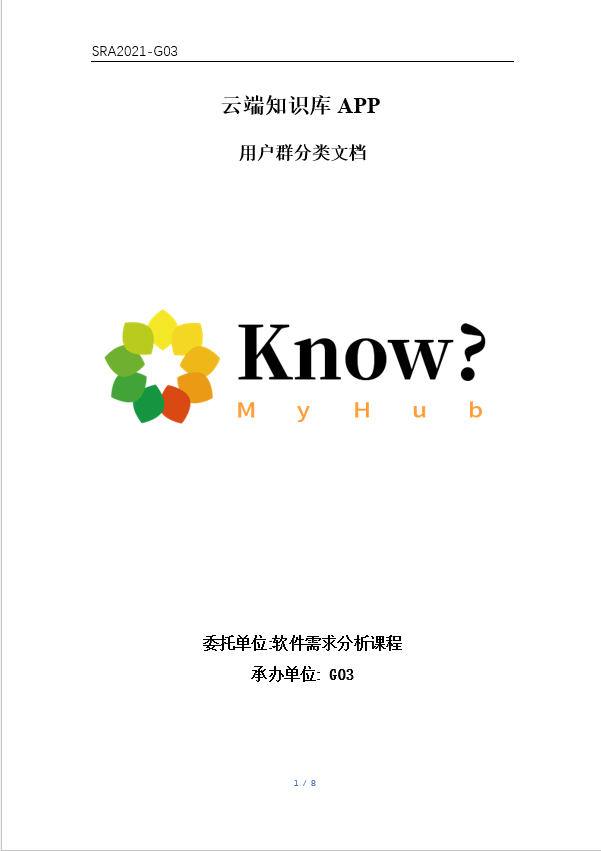 SRA2021-G03
云端知识库 APP
用户群分类文档
Know?
MyHub
委托单位:软件需求分析课程
承办单位: G03
1 / 8